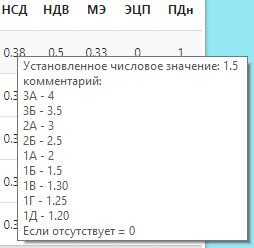 НСД НДВ МЭ ЭЦП ПДн
0.38 0.5 0.33 0 1
Установленное числовое значение: 1.5
комментарий:
3А - 4
3Б - 3.5
2А - 3
2Б - 2.5
1А - 2
1Б - 1.5
1В - 1.30
1Г - 1.25
1Д - 1.20
Если отсутствует = 0